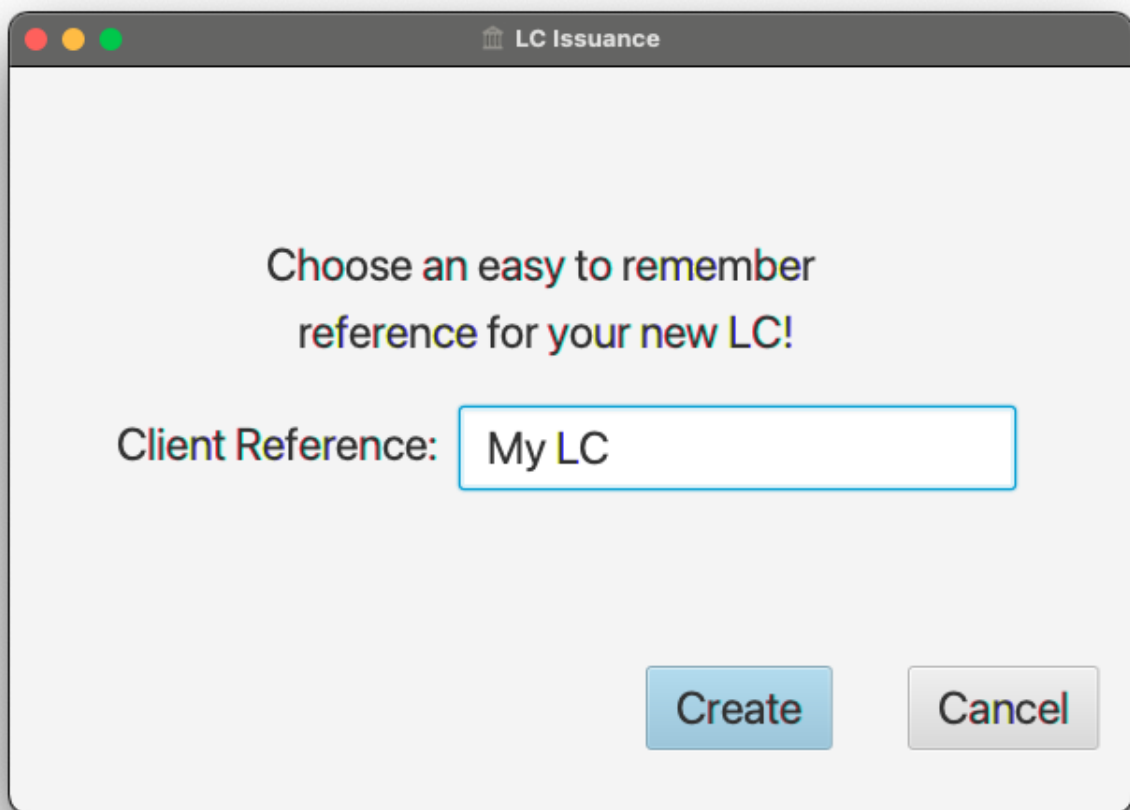 LC Issuance
Choose an easy to remember
reference for your new LC!
Client Reference: My LC
Create Cancel